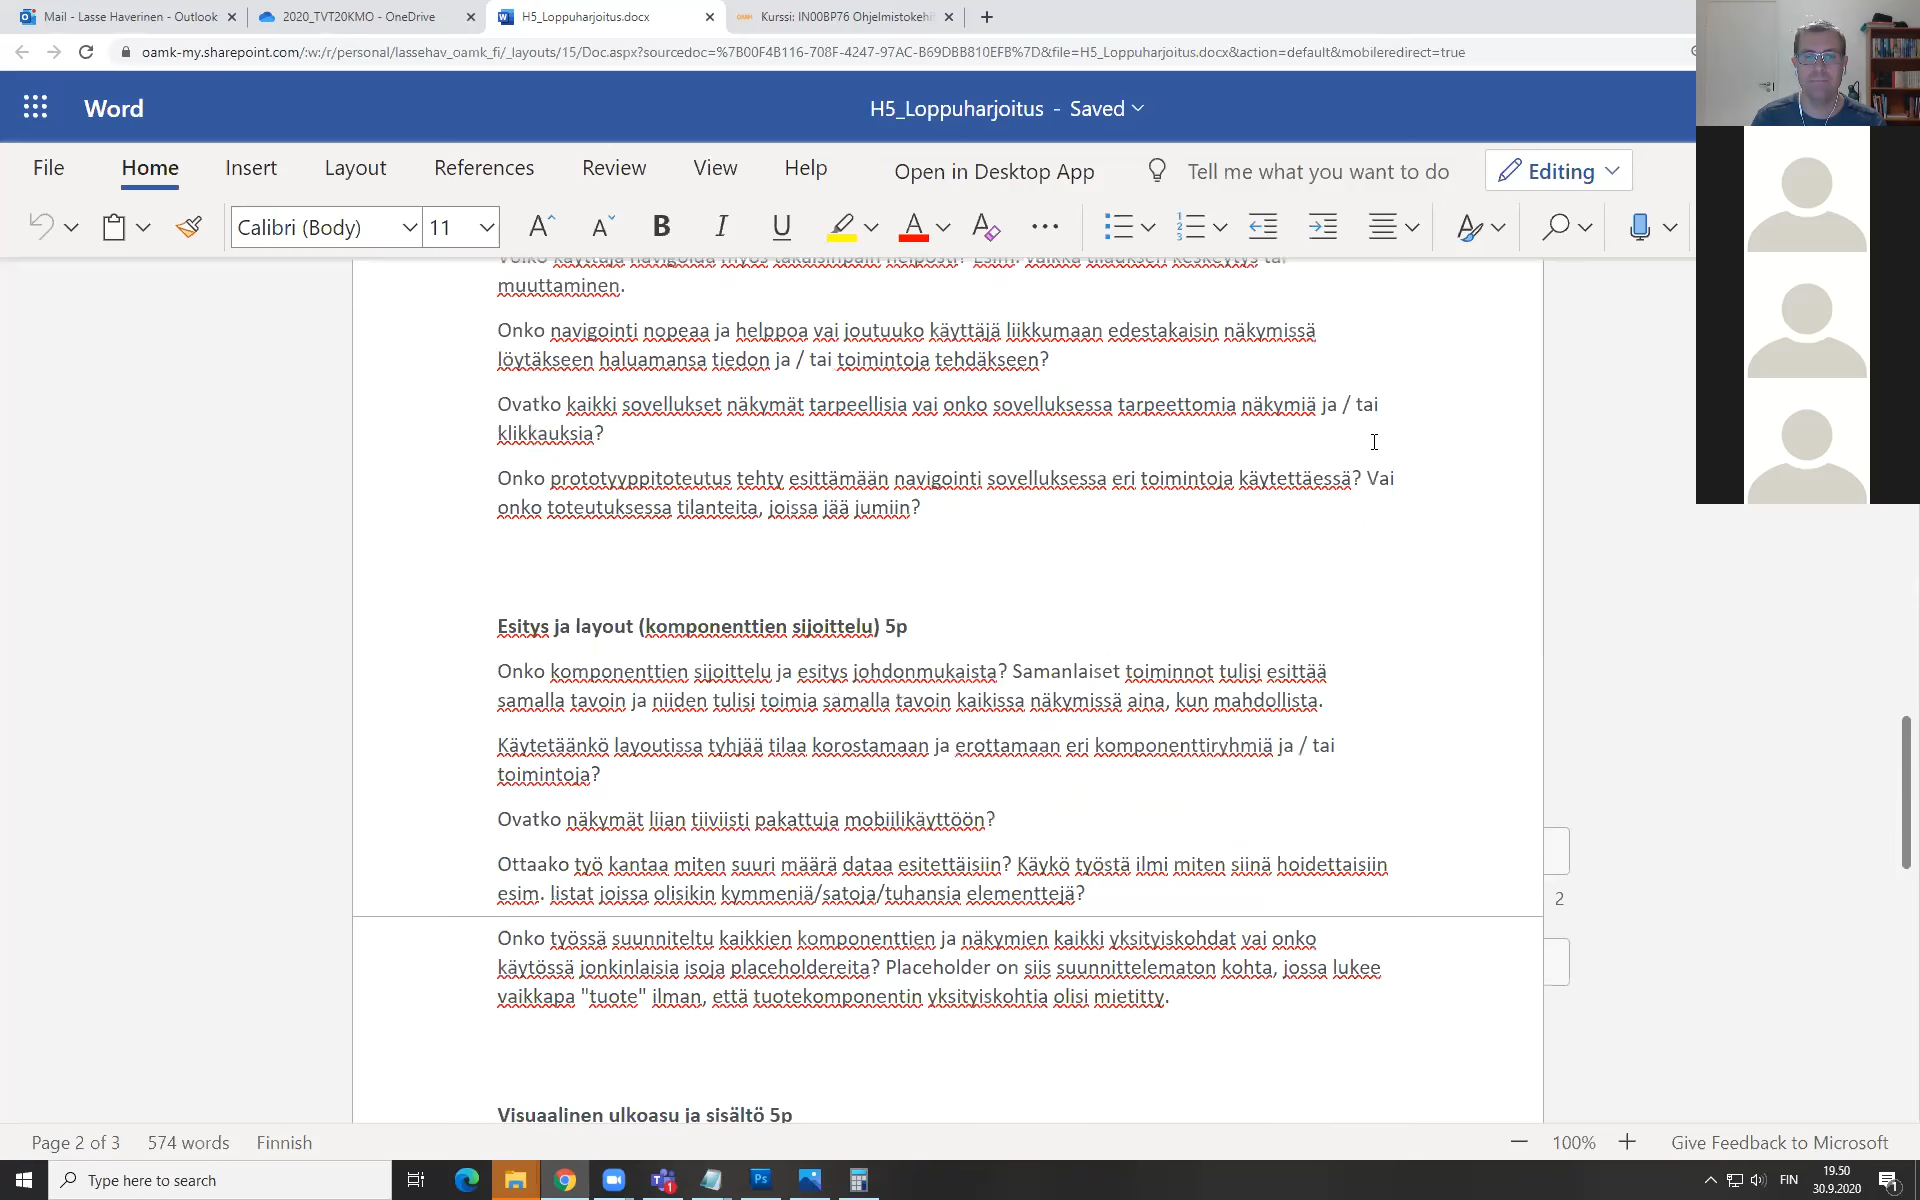 Mail - Lasse Haverinen - Outlook
2020_TVT20KMO - OneDrive
H5_Loppuharjoitus.docx
Kurssi: IN00BP76 Ohjelmistokehi
oamk-my.sharepoint.com/:w:/r/personal/lassehav_oamk_fi/_layouts/15/Doc.aspx?sourcedoc=%7B00F4B116-708F-4247-97AC-B69DBB810EFB%7D&file=H5_Loppuharjoitus.docx&action=default&mobileredirect=true
Word
H5_Loppuharjoitus - Saved
File Home Insert Layout References Review View Help Open in Desktop App Tell me what you want to do Editing
Calibri (Body) 11
Voiko käyttäjä navigoida myös takaisinpäin helposti? Esim. vaikka tilauksen keskeytys tai
muuttaminen.
Onko navigointi nopeaa ja helppoa vai joutuuko käyttäjä liikkumaan edestakaisin näkymissä
löytäkseen haluamansa tiedon ja / tai toimintoja tehdäkseen?
Ovatko kaikki sovellukset näkymät tarpeellisia vai onko sovelluksessa tarpeettomia näkymiä ja / tai
klikkauksia?
Onko prototyyppitoteutus tehty esittämään navigointi sovelluksessa eri toimintoja käytettäessä? Vai
onko toteutuksessa tilanteita, joissa jää jumiin?
Esitys ja layout (komponenttien sijoittelu) 5p
Onko komponenttien sijoittelu ja esitys johdonmukaista? Samanlaiset toiminnot tulisi esittää
samalla tavoin ja niiden tulisi toimia samalla tavoin kaikissa näkymissä aina, kun mahdollista.
Käytetäänkö layoutissa tyhjää tilaa korostamaan ja erottamaan eri komponenttiryhmiä ja / tai
toimintoja?
Ovatko näkymät liian tiiviisti pakattuja mobiilikäyttöön?
Ottaako työ kantaa miten suuri määrä dataa esitettäisiin? Käykö työstä ilmi miten siinä hoidettaisiin
esim. listat joissa olisikin kymmeniä/satoja/tuhansia elementtejä?
2
Onko työssä suunniteltu kaikkien komponenttien ja näkymien kaikki yksityiskohdat vai onko
käytössä jonkinlaisia isoja placeholdereita? Placeholder on siis suunnittelematon kohta, jossa lukee
vaikkapa "tuote" ilman, että tuotekomponentin yksityiskohtia olisi mietitty.
Visuaalinen ulkoasu ja sisältö 5p
Page 2 of 3 574 words Finnish 100% Give Feedback to Microsoft
Type here to search
FIN
19.50
30.9.2020